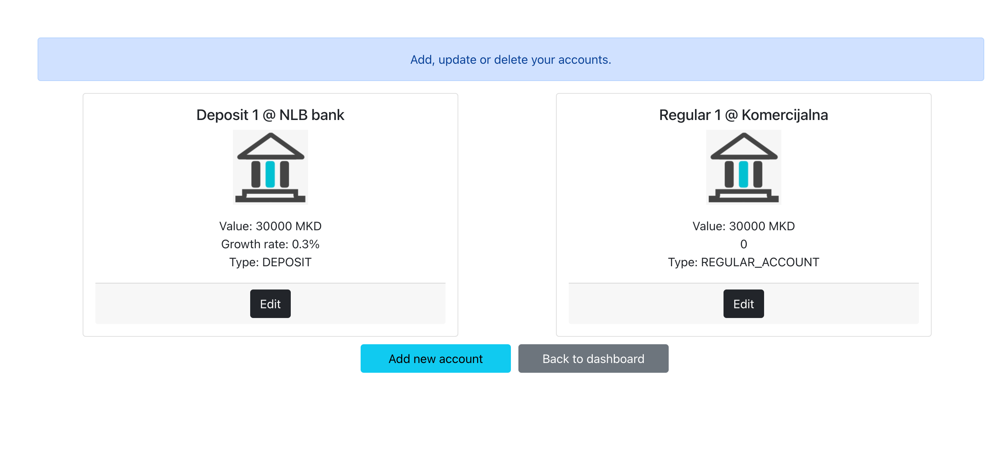 Add, update or delete your accounts.
Deposit 1 @ NLB bank
Value: 30000 MKD
Growth rate: 0.3%
Type: DEPOSIT
Edit
Regular 1 @ Komercijalna
Value: 30000 MKD
0
Type: REGULAR_ACCOUNT
Edit
Add new account
Back to dashboard